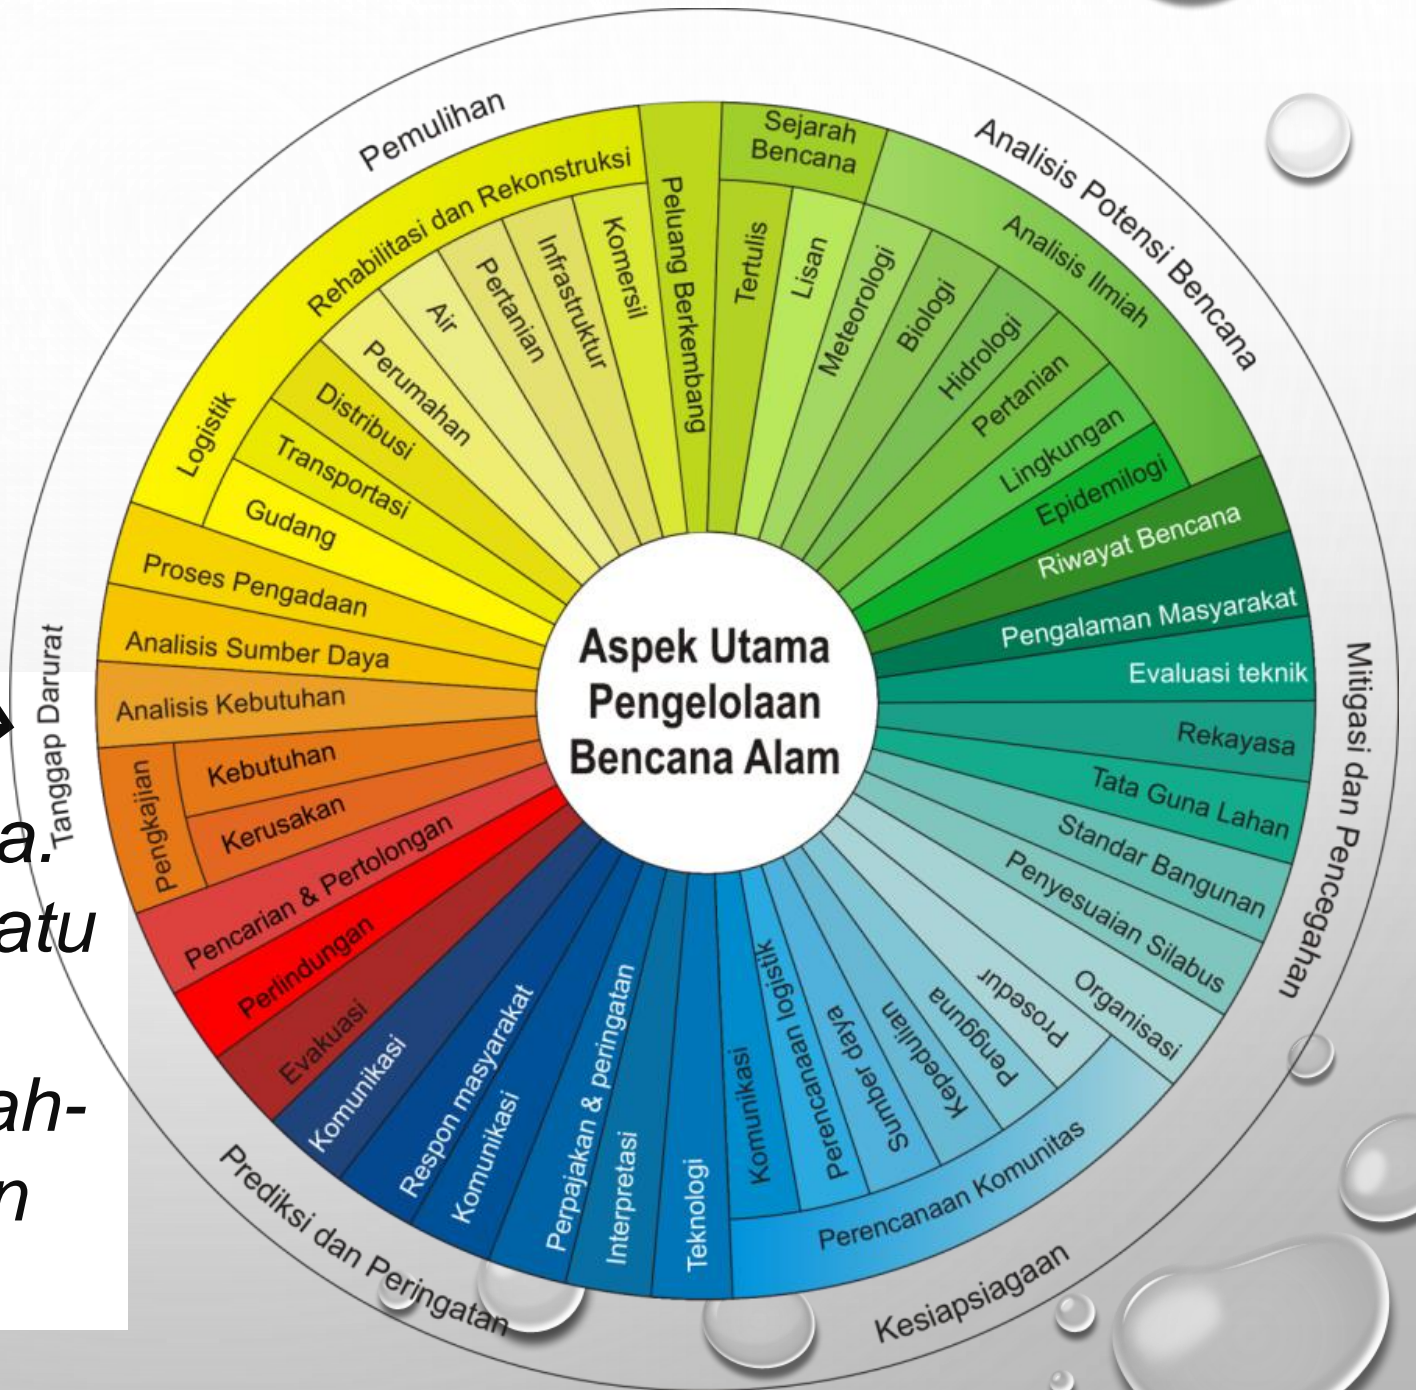 Aspek Utama
Pengelolaan
Bencana Alam
Analisis Potensi Bencana
Sejarah
Bencana
Tertulis
Lisan
Analisis Ilmiah
Meteorologi
Biologi
Hidrologi
Pertanian
Lingkungan
Epidemilogi
Riwayat Bencana
Mitigasi dan Pencegahan
Pengalaman Masyarakat
Evaluasi teknik
Rekayasa
Tata Guna Lahan
Standar Bangunan
Penyesuaian Silabus
Organisasi
Kesiapsiagaan
Perencanaan Komunitas
Prosedur
Pengguna
Kepedulian
Sumber daya
Perencanaan logistik
Komunikasi
Prediksi dan Peringatan
Teknologi
Interpretasi
Perpajakan & peringatan
Komunikasi
Respon masyarakat
Komunikasi
Tanggap Darurat
Evakuasi
Perlindungan
Pencarian & Pertolongan
Pengkajian
Kerusakan
Kebutuhan
Analisis Kebutuhan
Analisis Sumber Daya
Proses Pengadaan
Pemulihan
Logistik
Gudang
Transportasi
Distribusi
Rehabilitasi dan Rekonstruksi
Perumahan
Air
Pertanian
Infrastruktur
Komersil
Peluang Berkembang
a.
atu
ah-
n